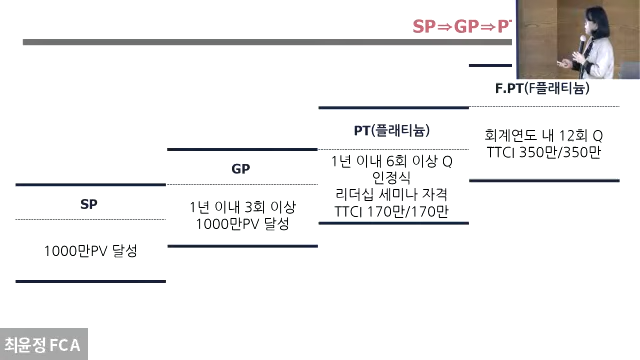 SP⇒GP⇒PT
F.PT(F플래티늄)
회계연도 내 12회 Q
TTCI 350만/350만
PT(플래티늄)
1년 이내 6회 이상 Q
인정식
리더십 세미나 자격
TTCI 170만/170만
GP
1년 이내 3회 이상
1000만PV 달성
SP
1000만PV 달성
최윤정 FCA